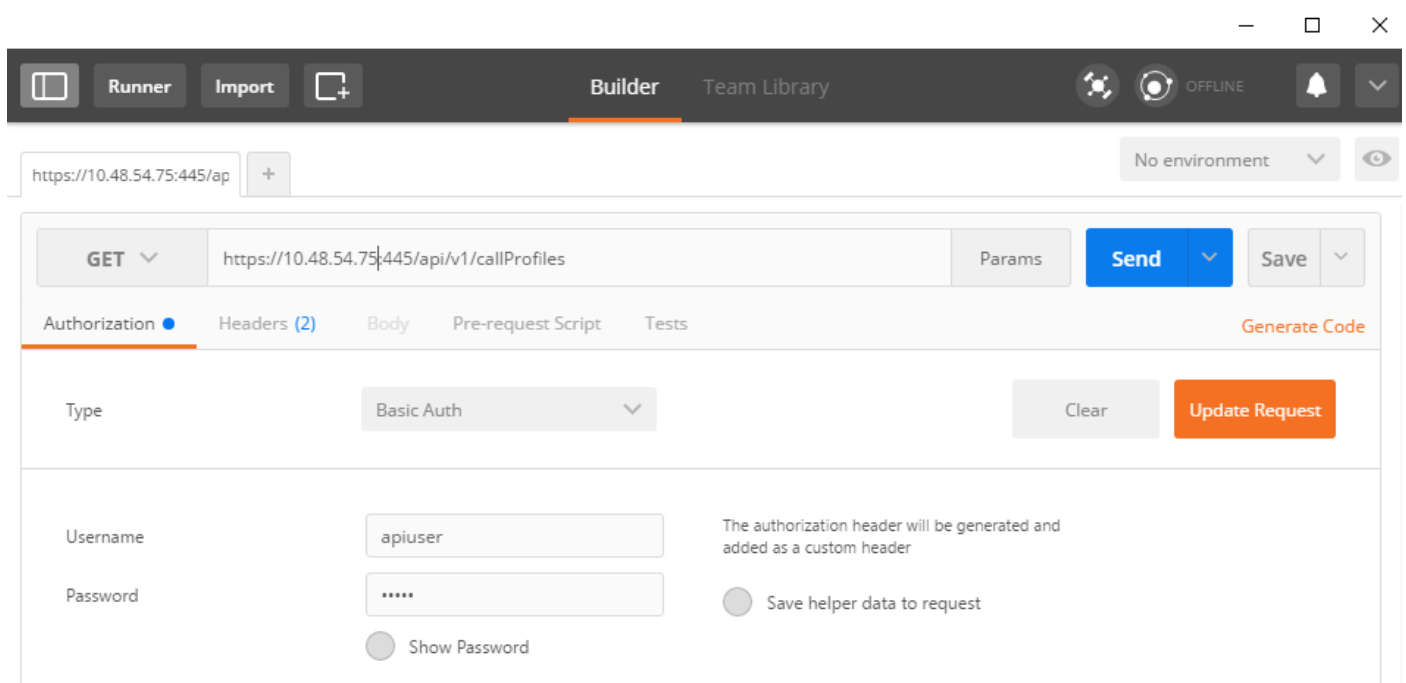 Runner Import Builder Team Library OFFLINE
https://10.48.54.75:445/ap + No environment
GET https://10.48.54.75:445/api/v1/callProfiles Params Send Save
Authorization Headers (2) Body Pre-request Script Tests Generate Code
Type Basic Auth Clear Update Request
Username apiuser The authorization header will be generated and
added as a custom header
Password •••••
Save helper data to request
Show Password